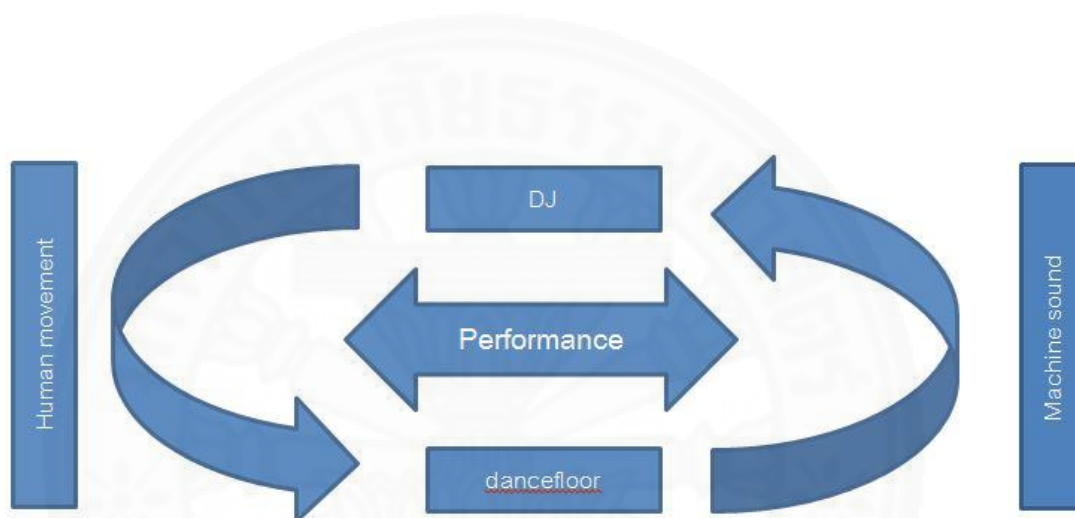 DJ
Human movement
Performance
Machine sound
dancefloor